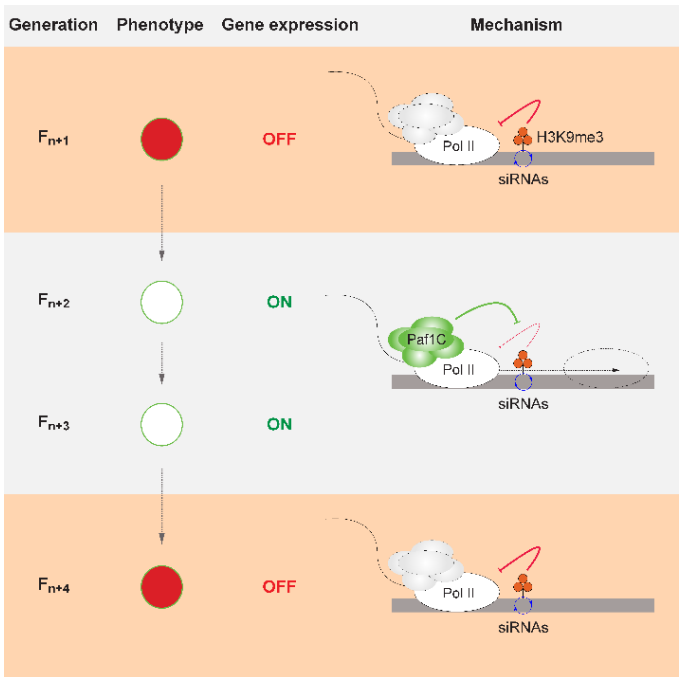 Generation Phenotype Gene expression Mechanism
Fn+1 OFF Pol II H3K9me3
siRNAs
Fn+2 ON Paf1C
Pol II
siRNAs
Fn+3 ON
Fn+4 OFF Pol II
siRNAs